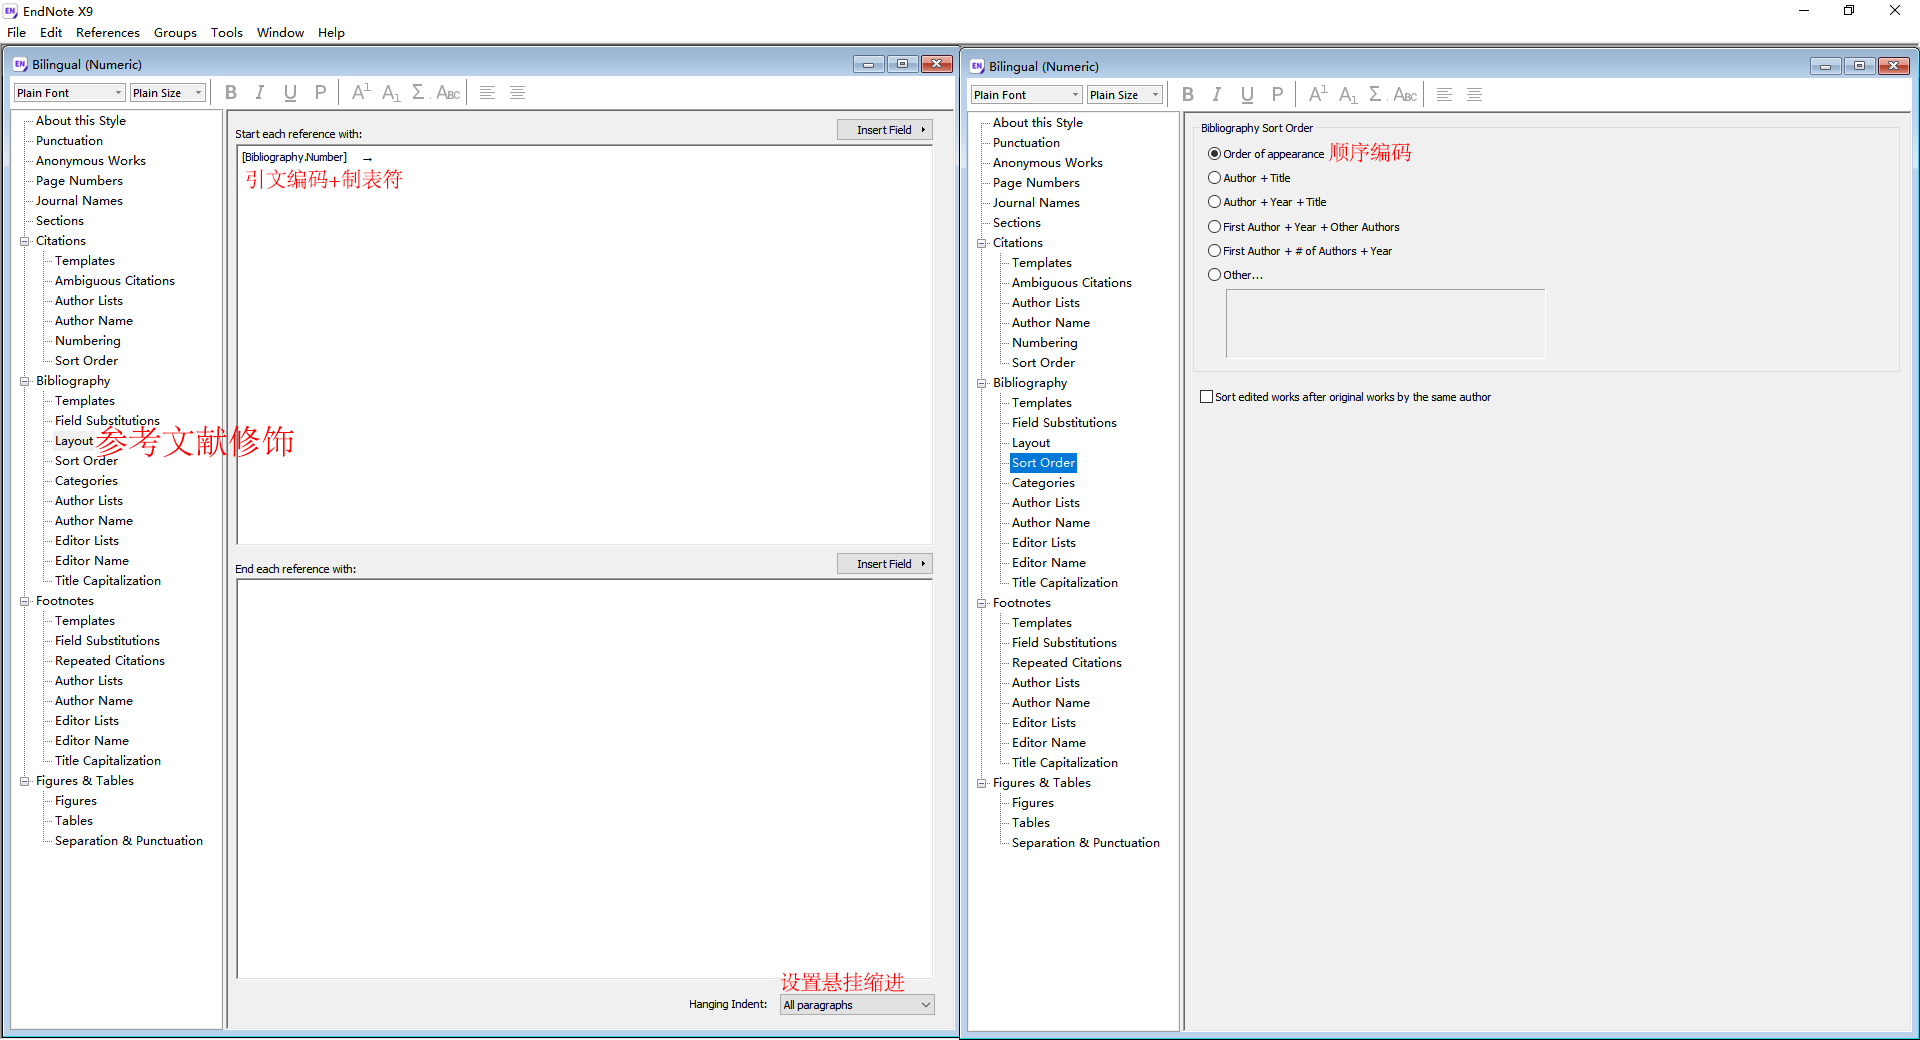 EndNote X9
File Edit References Groups Tools Window Help
Bilingual (Numeric)
Plain Font Plain Size B I U P A¹ A₁ Σ ABC
About this Style
Punctuation
Anonymous Works
Page Numbers
Journal Names
Sections
Citations
Templates
Ambiguous Citations
Author Lists
Author Name
Numbering
Sort Order
Bibliography
Templates
Field Substitutions
Layout 参考文献修饰
Sort Order
Categories
Author Lists
Author Name
Editor Lists
Editor Name
Title Capitalization
Footnotes
Templates
Field Substitutions
Repeated Citations
Author Lists
Author Name
Editor Lists
Editor Name
Title Capitalization
Figures & Tables
Figures
Tables
Separation & Punctuation
Start each reference with:
Insert Field
[Bibliography.Number] →
引文编码+制表符
End each reference with:
Insert Field
设置悬挂缩进
Hanging Indent: All paragraphs
Bilingual (Numeric)
Plain Font Plain Size B I U P A¹ A₁ Σ ABC
About this Style
Punctuation
Anonymous Works
Page Numbers
Journal Names
Sections
Citations
Templates
Ambiguous Citations
Author Lists
Author Name
Numbering
Sort Order
Bibliography
Templates
Field Substitutions
Layout
Sort Order
Categories
Author Lists
Author Name
Editor Lists
Editor Name
Title Capitalization
Footnotes
Templates
Field Substitutions
Repeated Citations
Author Lists
Author Name
Editor Lists
Editor Name
Title Capitalization
Figures & Tables
Figures
Tables
Separation & Punctuation
Bibliography Sort Order
Order of appearance 顺序编码
Author + Title
Author + Year + Title
First Author + Year + Other Authors
First Author + # of Authors + Year
Other...
Sort edited works after original works by the same author